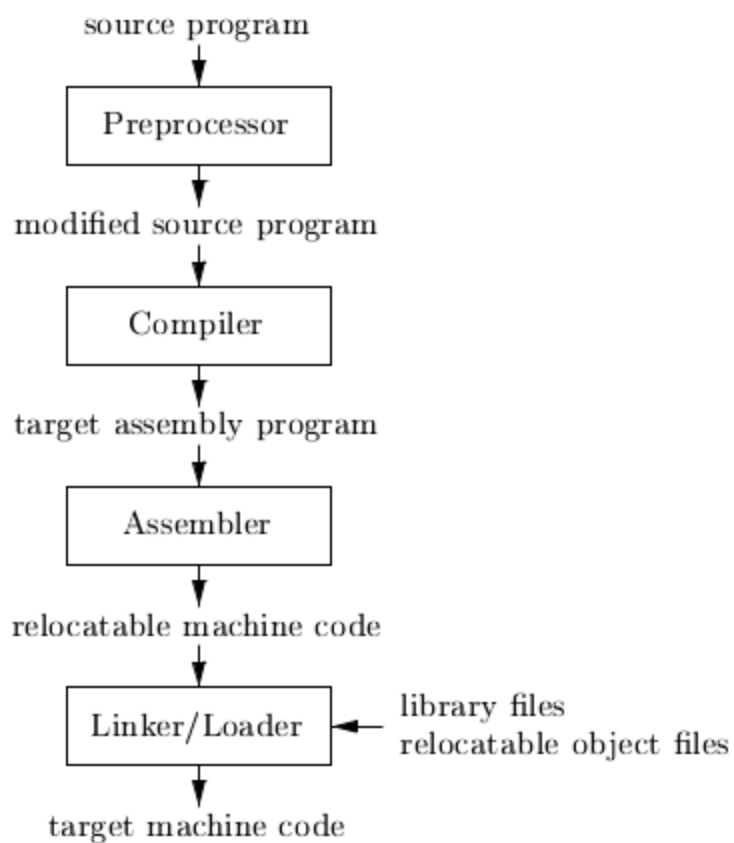 source program
Preprocessor
modified source program
Compiler
target assembly program
Assembler
relocatable machine code
Linker/Loader
library files
relocatable object files
target machine code